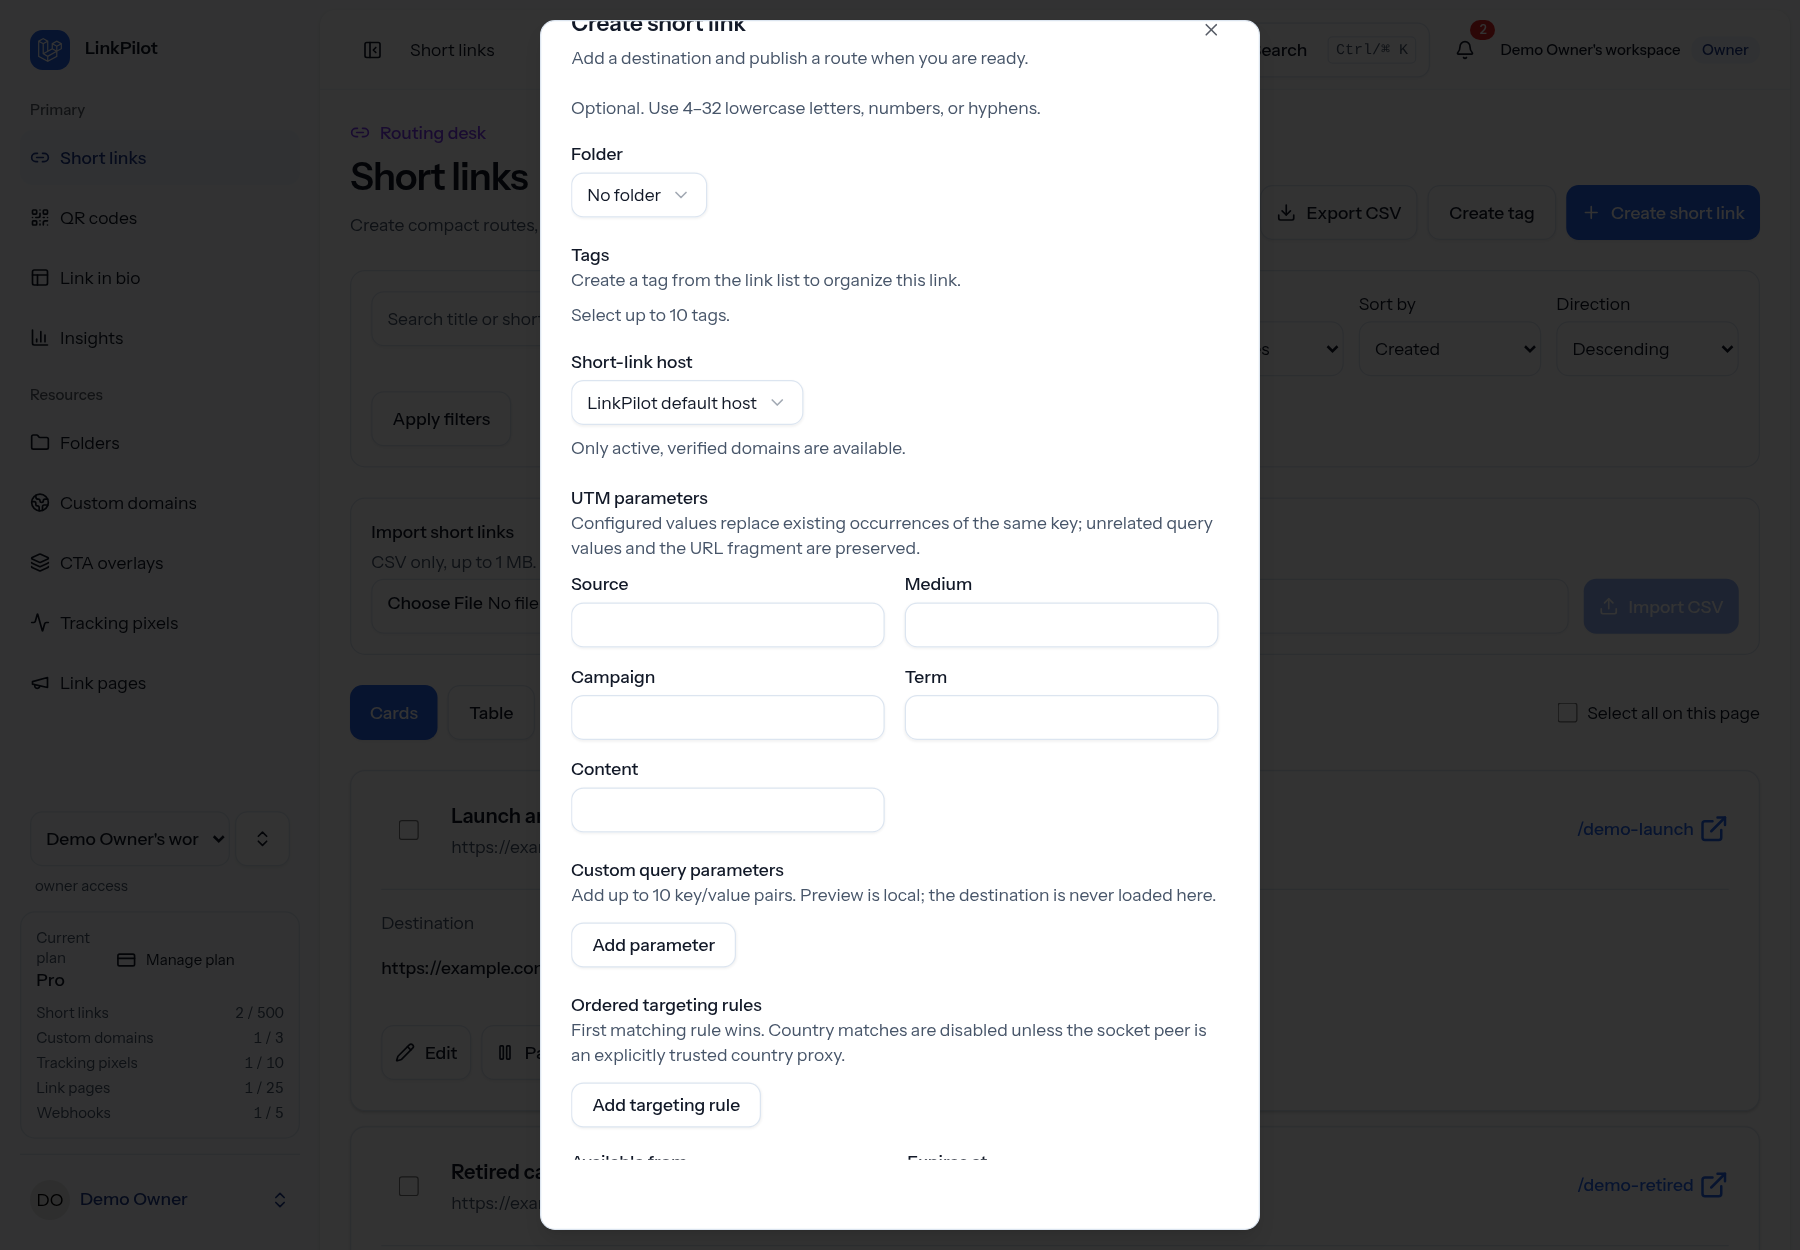 LinkPilot
Short links
Search
Ctrl/⌘ K
2
Demo Owner's workspace
Owner
Primary
Short links
QR codes
Link in bio
Insights
Resources
Folders
Custom domains
CTA overlays
Tracking pixels
Link pages
Demo Owner's wor
owner access
Current plan
Pro
Manage plan
Short links 2 / 500
Custom domains 1 / 3
Tracking pixels 1 / 10
Link pages 1 / 25
Webhooks 1 / 5
DO
Demo Owner
Routing desk
Short links
Create compact routes,
Export CSV
Create tag
Create short link
Search title or shor
Sort by
Direction
Created
Descending
Apply filters
Import short links
CSV only, up to 1 MB.
Choose File No file
Import CSV
Cards
Table
Select all on this page
Launch
https://exa
/demo-launch
Destination
https://example.cor
Edit
Retired
https://exa
/demo-retired
Create short link
Add a destination and publish a route when you are ready.
Optional. Use 4–32 lowercase letters, numbers, or hyphens.
Folder
No folder
Tags
Create a tag from the link list to organize this link.
Select up to 10 tags.
Short-link host
LinkPilot default host
Only active, verified domains are available.
UTM parameters
Configured values replace existing occurrences of the same key; unrelated query
values and the URL fragment are preserved.
Source
Medium
Campaign
Term
Content
Custom query parameters
Add up to 10 key/value pairs. Preview is local; the destination is never loaded here.
Add parameter
Ordered targeting rules
First matching rule wins. Country matches are disabled unless the socket peer is
an explicitly trusted country proxy.
Add targeting rule
Available from
Expires at